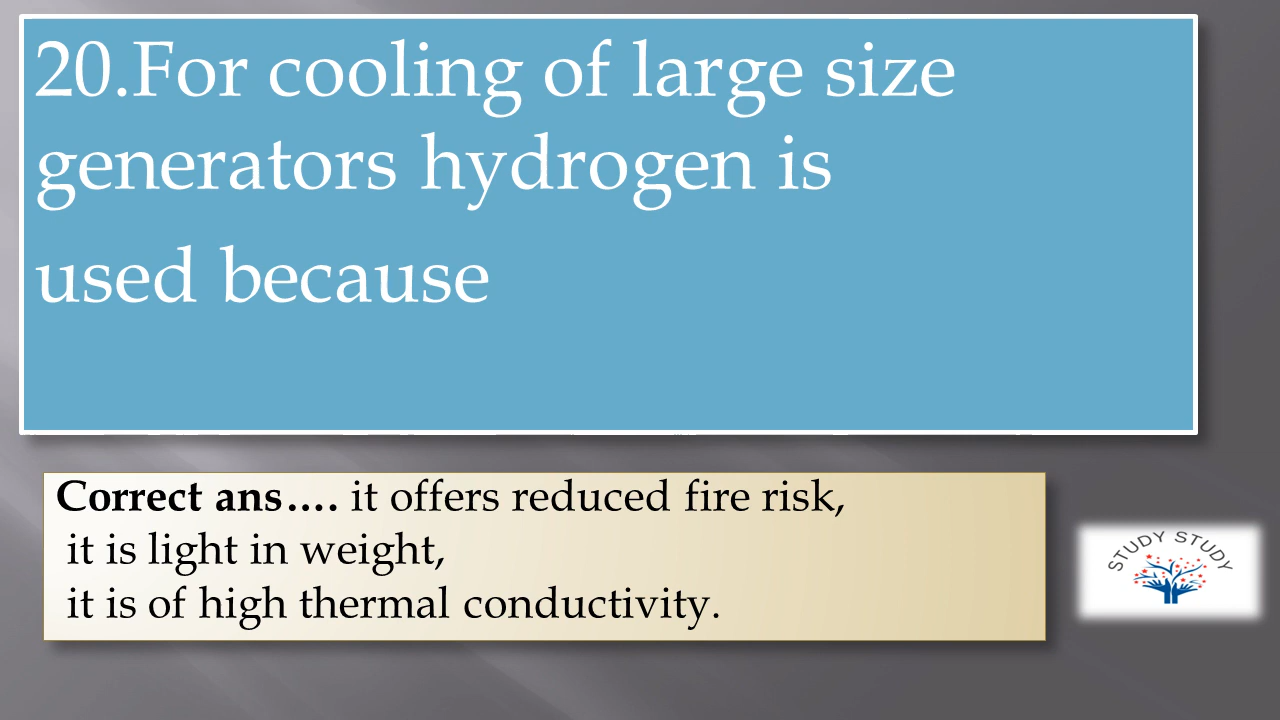 20.For cooling of large size
generators hydrogen is
used because
Correct ans…. it offers reduced fire risk,
it is light in weight,
it is of high thermal conductivity.
STUDY STUDY